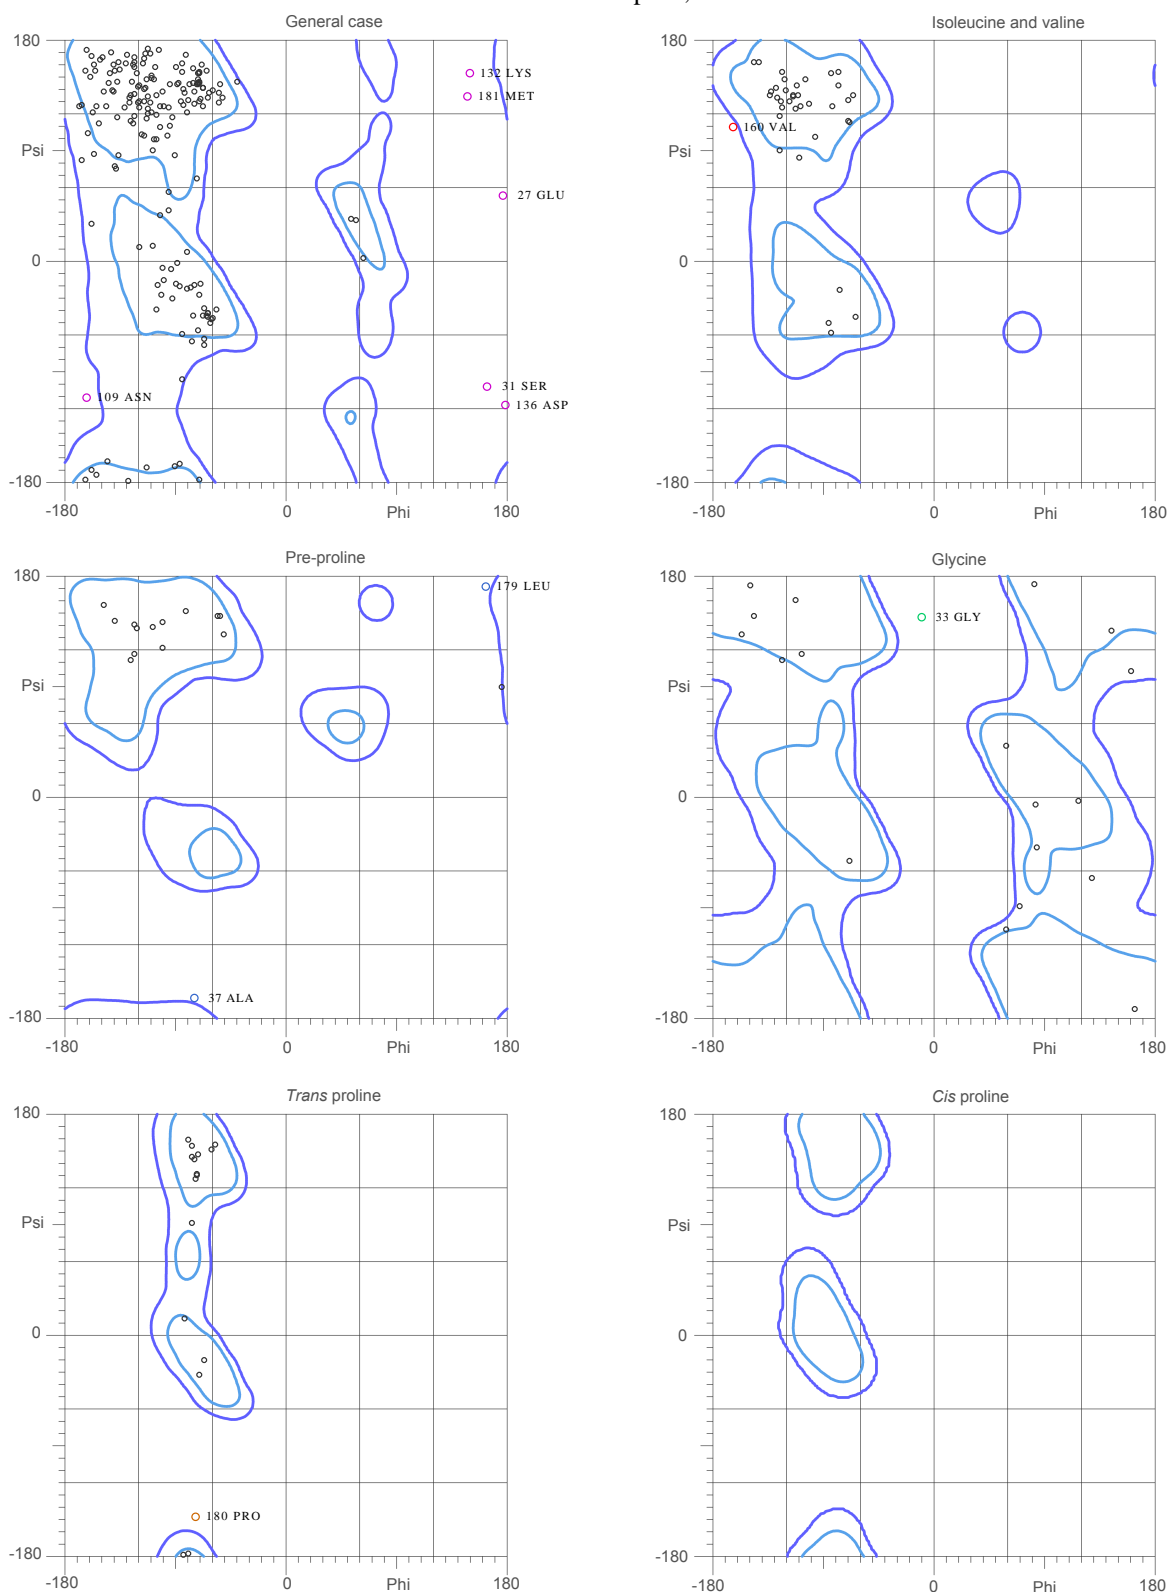 General case
Isoleucine and valine
180
Psi
0
-180
-180
0
Phi
180
132 LYS
181 MET
27 GLU
31 SER
136 ASP
109 ASN
180
Psi
0
-180
-180
0
Phi
180
160 VAL
Pre-proline
Glycine
180
Psi
0
-180
-180
0
Phi
180
179 LEU
37 ALA
180
Psi
0
-180
-180
0
Phi
180
33 GLY
Trans proline
Cis proline
180
Psi
0
-180
-180
0
Phi
180
180 PRO
180
Psi
0
-180
-180
0
Phi
180